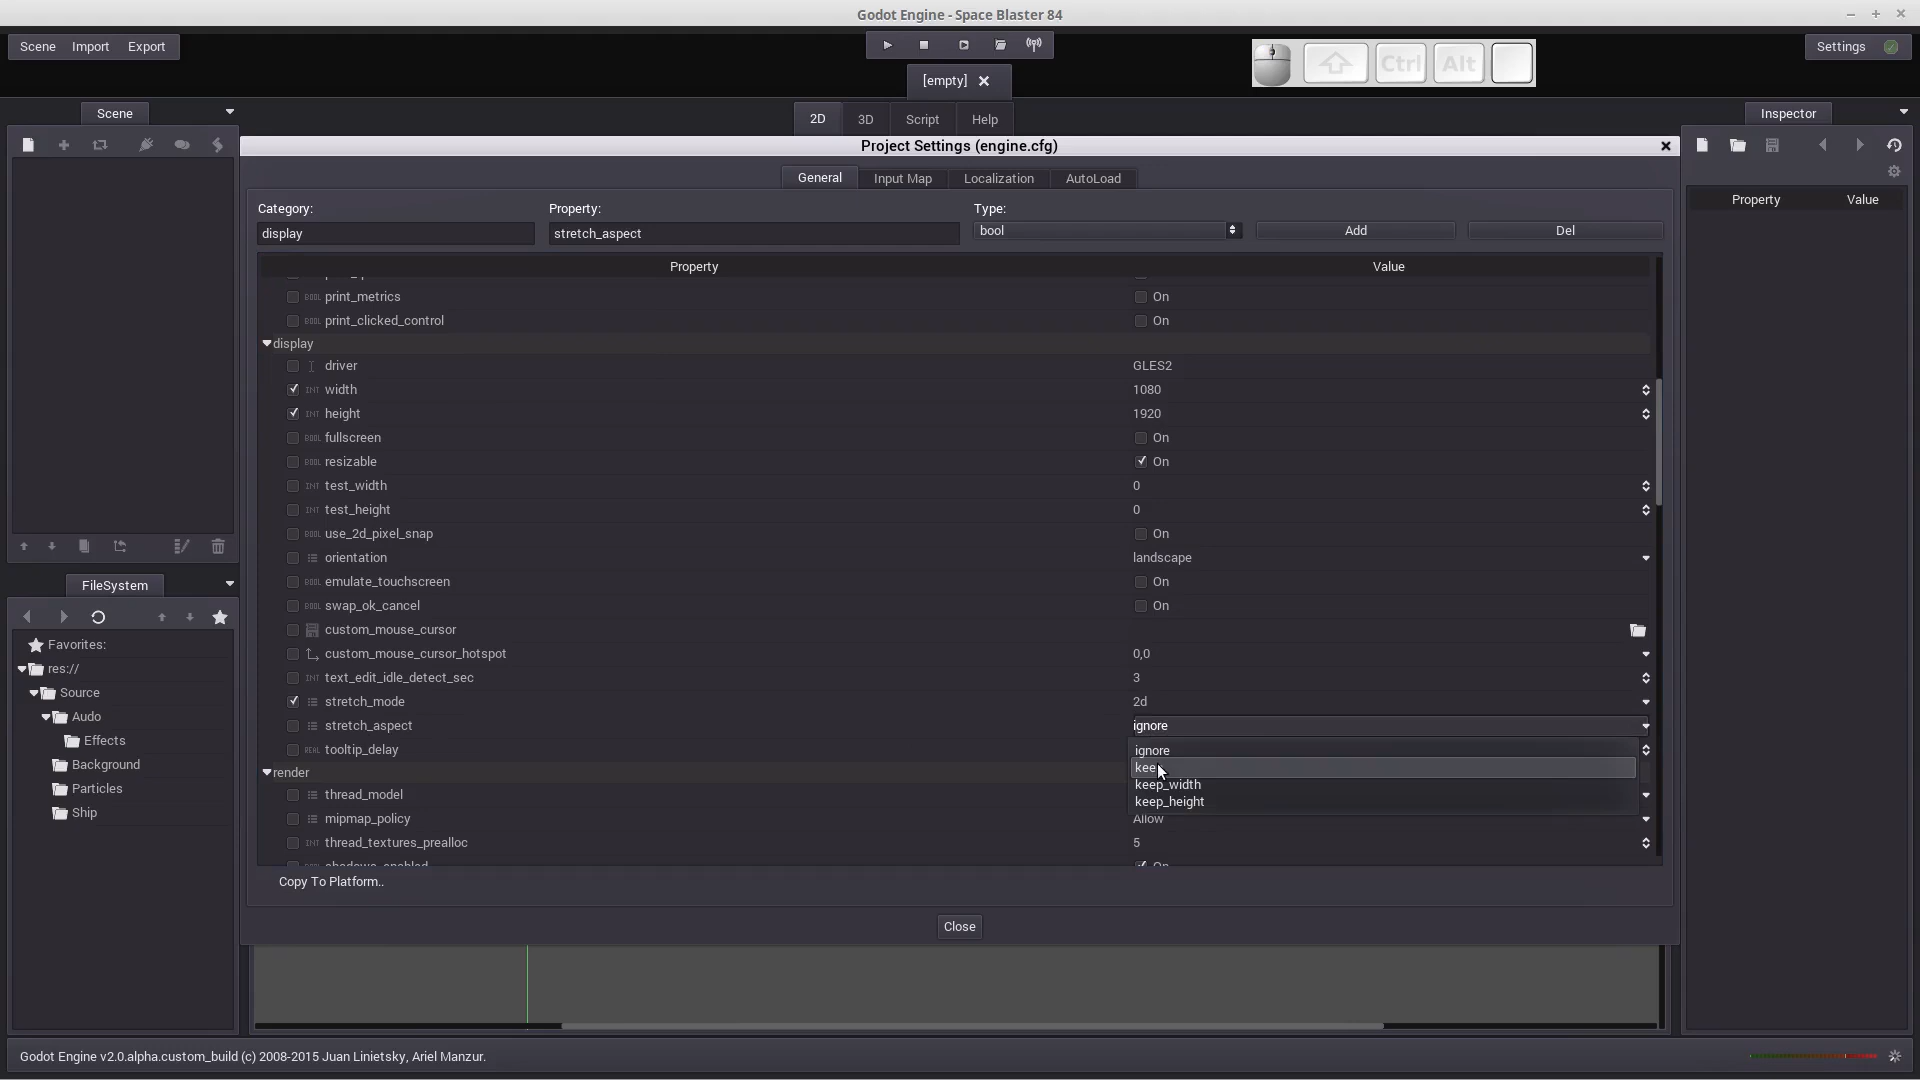 Godot Engine - Space Blaster 84
Scene Import Export
Settings
Ctrl Alt
[empty]
Scene
2D 3D Script Help
Inspector
Project Settings (engine.cfg)
General Input Map Localization AutoLoad
Property Value
Category: Property: Type:
display stretch_aspect bool Add Del
Property Value
print_metrics On
print_clicked_control On
display
driver GLES2
width 1080
height 1920
fullscreen On
resizable On
test_width 0
test_height 0
use_2d_pixel_snap On
orientation landscape
emulate_touchscreen On
swap_ok_cancel On
custom_mouse_cursor
custom_mouse_cursor_hotspot 0,0
text_edit_idle_detect_sec 3
stretch_mode 2d
stretch_aspect ignore
tooltip_delay
ignore
keep
keep_width
keep_height
render
thread_model
mipmap_policy Allow
thread_textures_prealloc 5
shadows_enabled On
Copy To Platform..
Close
FileSystem
Favorites:
res://
Source
Audo
Effects
Background
Particles
Ship
Godot Engine v2.0.alpha.custom_build (c) 2008-2015 Juan Linietsky, Ariel Manzur.